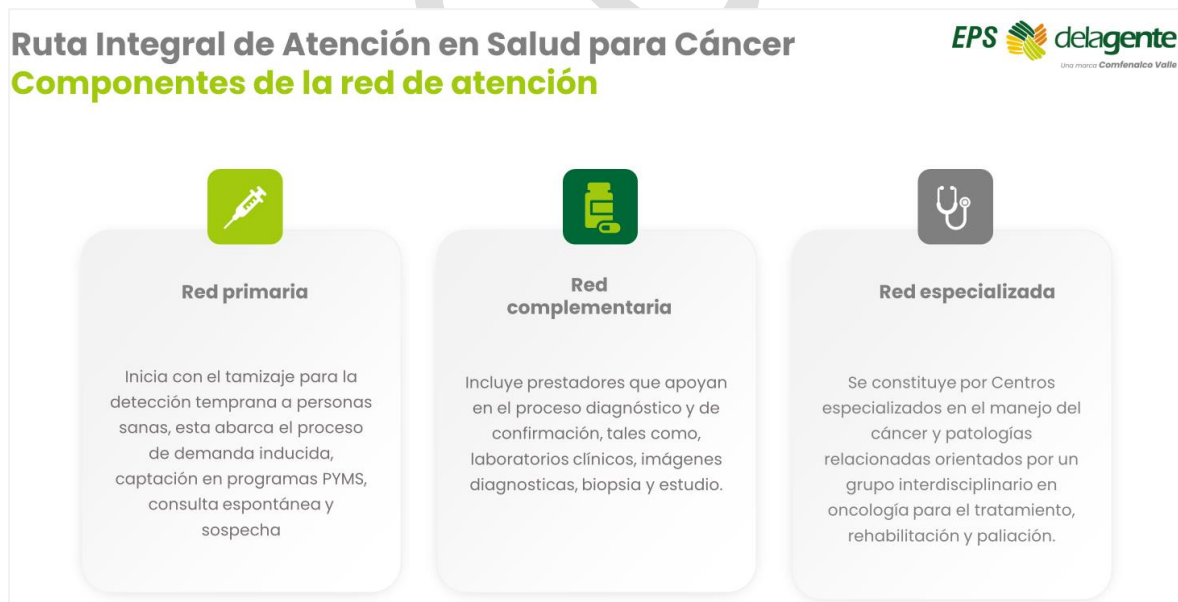 Ruta Integral de Atención en Salud para Cáncer
Componentes de la red de atención
EPS delagente
Una marca Comfenalco Valle
Red primaria
Inicia con el tamizaje para la
detección temprana a personas
sanas, esta abarca el proceso
de demanda inducida,
captación en programas PYMS,
consulta espontánea y
sospecha
Red
complementaria
Incluye prestadores que apoyan
en el proceso diagnóstico y de
confirmación, tales como,
laboratorios clínicos, imágenes
diagnosticas, biopsia y estudio.
Red especializada
Se constituye por Centros
especializados en el manejo del
cáncer y patologías
relacionadas orientados por un
grupo interdisciplinario en
oncología para el tratamiento,
rehabilitación y paliación.